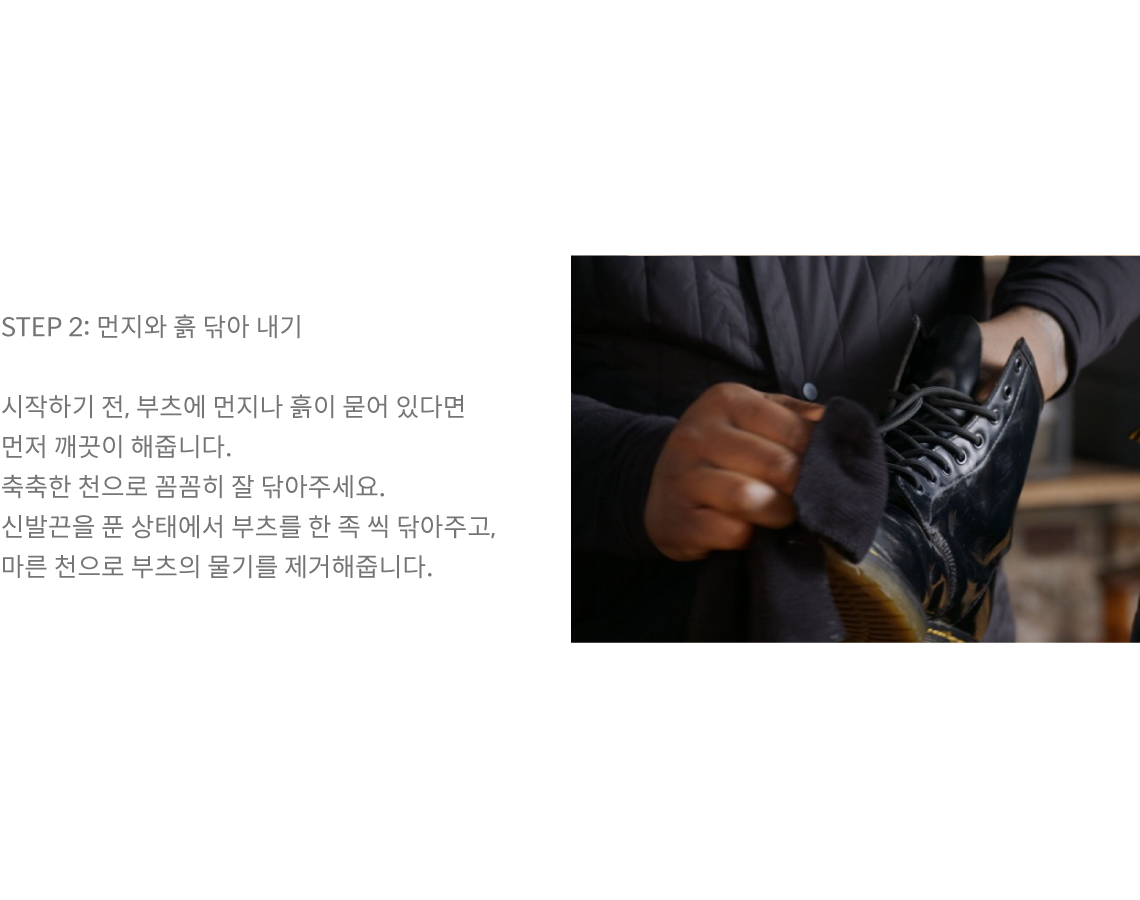 STEP 2: 먼지와 흙 닦아 내기
시작하기 전, 부츠에 먼지나 흙이 묻어 있다면
먼저 깨끗이 해줍니다.
축축한 천으로 꼼꼼히 잘 닦아주세요.
신발끈을 푼 상태에서 부츠를 한 족 씩 닦아주고,
마른 천으로 부츠의 물기를 제거해줍니다.